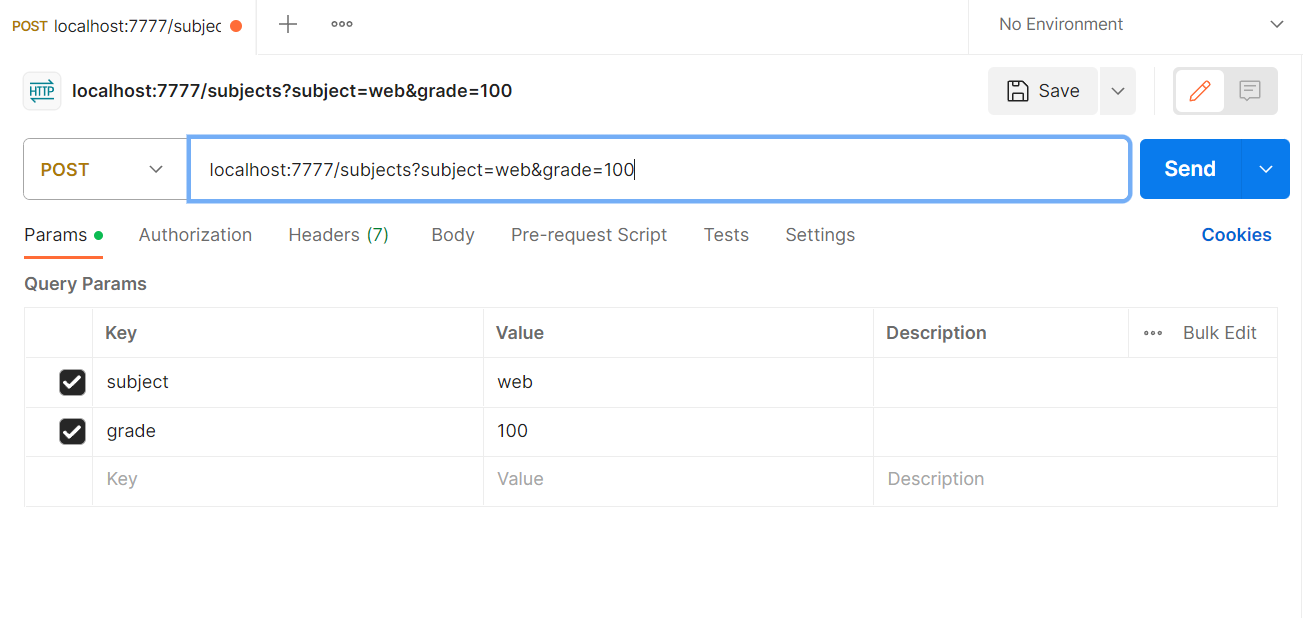 POST localhost:7777/subjec
No Environment
HTTP localhost:7777/subjects?subject=web&grade=100
Save
POST localhost:7777/subjects?subject=web&grade=100 Send
Params Authorization Headers (7) Body Pre-request Script Tests Settings Cookies
Query Params
Key Value Description Bulk Edit
subject web
grade 100
Key Value Description